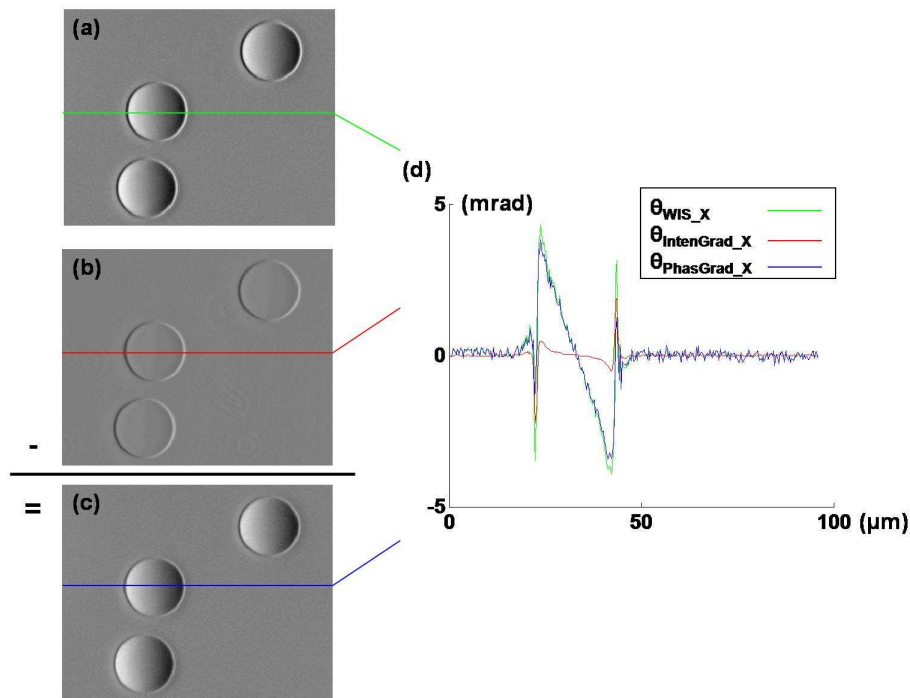 (a)
(b)
-
=
(c)
(d)
5
(mrad)
θWIS_X
θIntenGrad_X
θPhasGrad_X
0
-5
0
50
100
(µm)